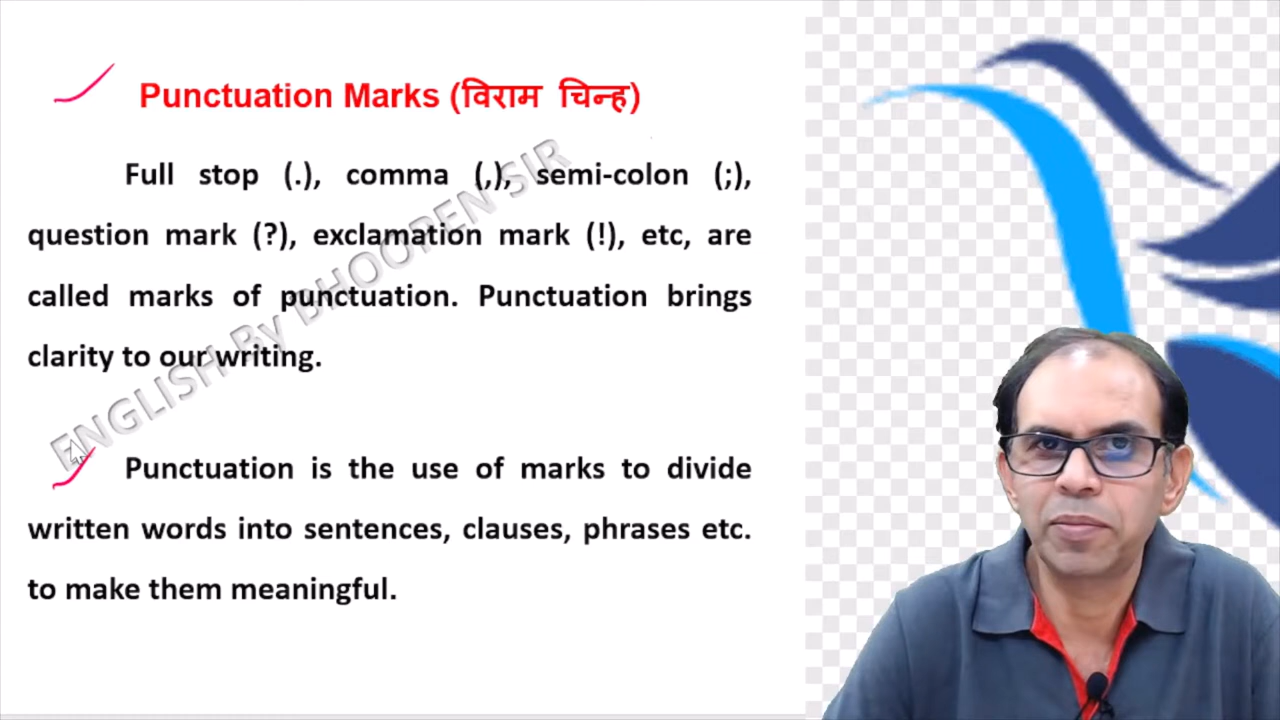 Punctuation Marks (विराम चिन्ह)
Full stop (.), comma (,), semi-colon (;),
question mark (?), exclamation mark (!), etc, are
called marks of punctuation. Punctuation brings
clarity to our writing.
Punctuation is the use of marks to divide
written words into sentences, clauses, phrases etc.
to make them meaningful.
ENGLISH By BHOOPEN SIR